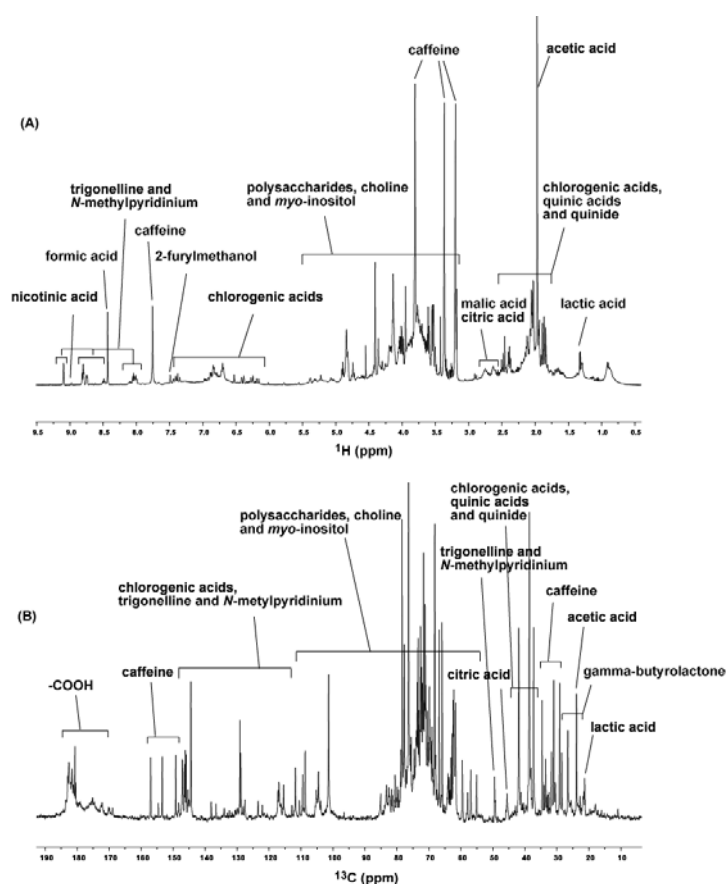 caffeine
acetic acid
(A)
trigonelline and
N-methylpyridinium
polysaccharides, choline
and myo-inositol
chlorogenic acids,
quinic acids
and quinide
caffeine
formic acid
2-furylmethanol
nicotinic acid
chlorogenic acids
malic acid
citric acid
lactic acid
9.5 9.0 8.5 8.0 7.5 7.0 6.5 6.0 5.5 5.0 4.5 4.0 3.5 3.0 2.5 2.0 1.5 1.0 0.5
1H (ppm)
chlorogenic acids,
quinic acids
and quinide
polysaccharides, choline
and myo-inositol
trigonelline and
N-methylpyridinium
(B)
chlorogenic acids,
trigonelline and N-metylpyridinium
caffeine
acetic acid
-COOH
caffeine
citric acid
gamma-butyrolactone
lactic acid
190 180 170 160 150 140 130 120 110 100 90 80 70 60 50 40 30 20 10
13C (ppm)